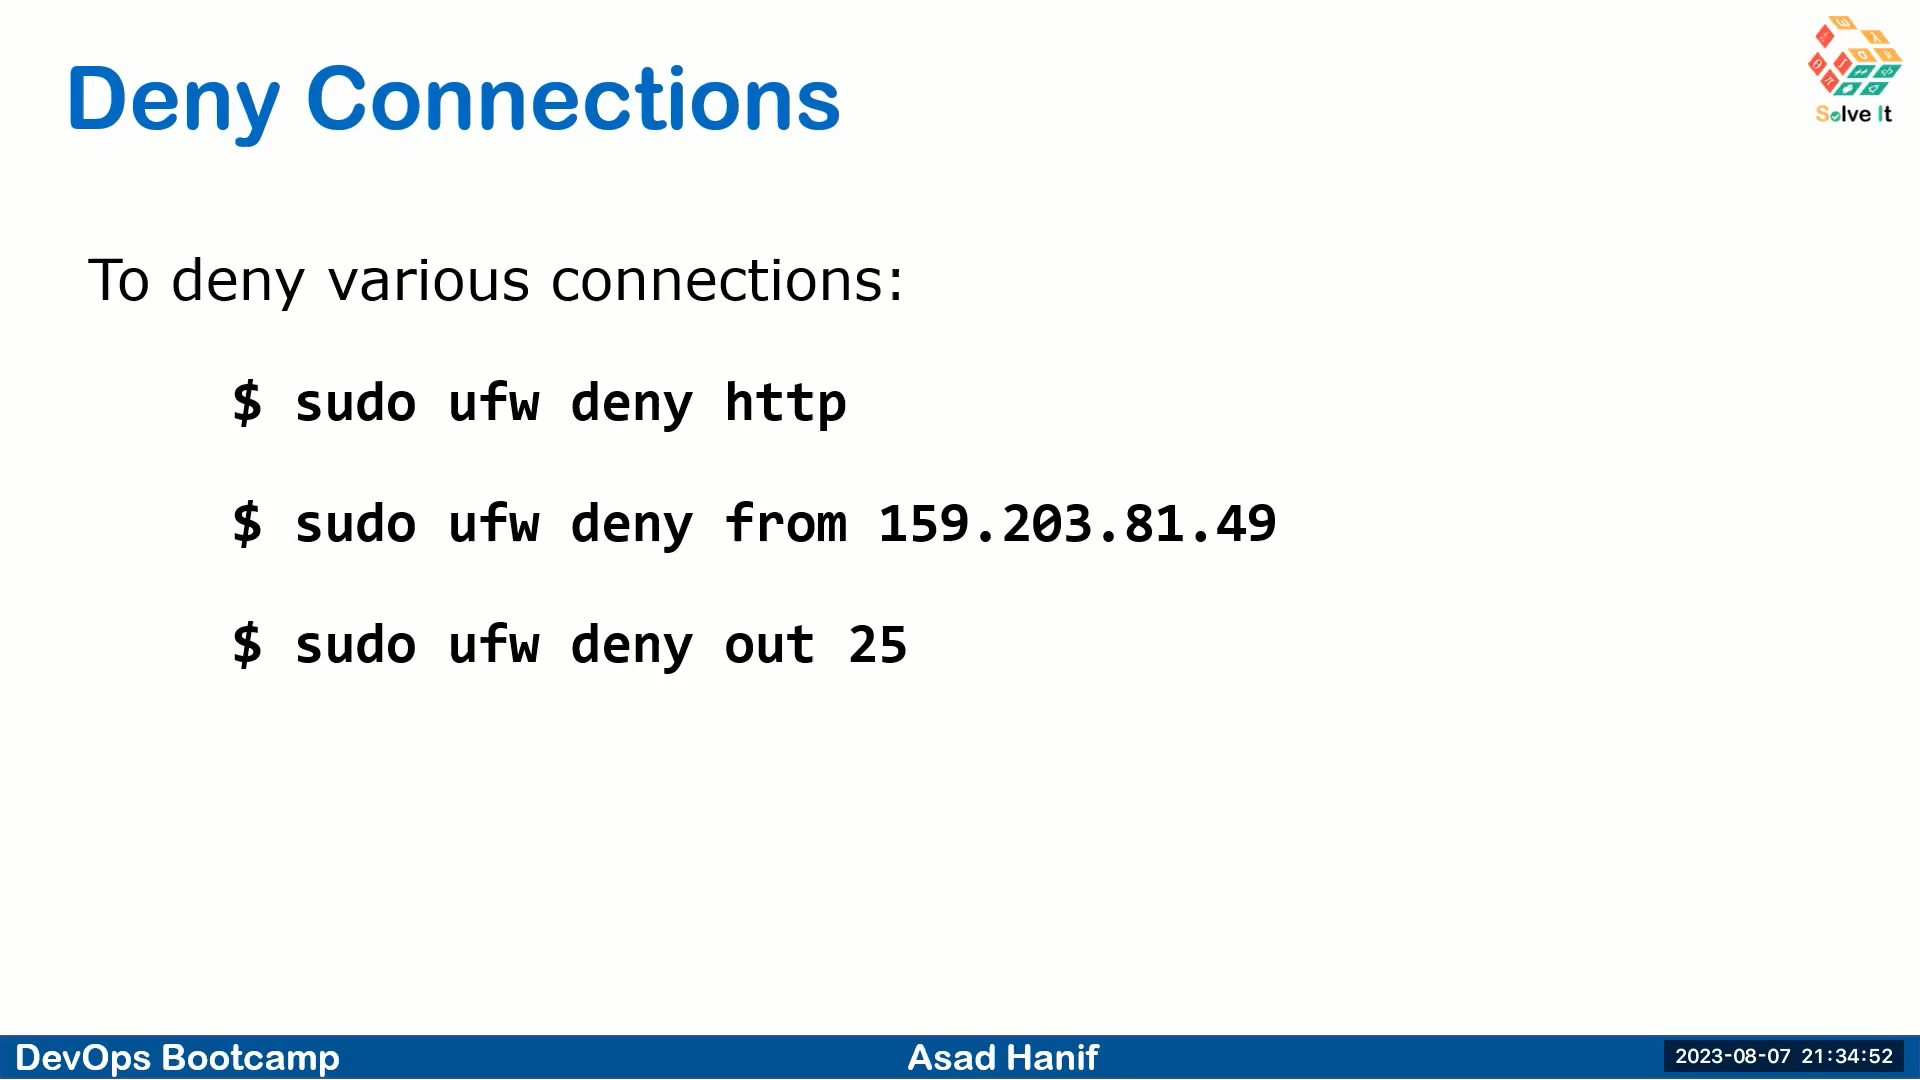 Deny Connections
Solve It
To deny various connections:
$ sudo ufw deny http
$ sudo ufw deny from 159.203.81.49
$ sudo ufw deny out 25
DevOps Bootcamp
Asad Hanif
2023-08-07 21:34:52